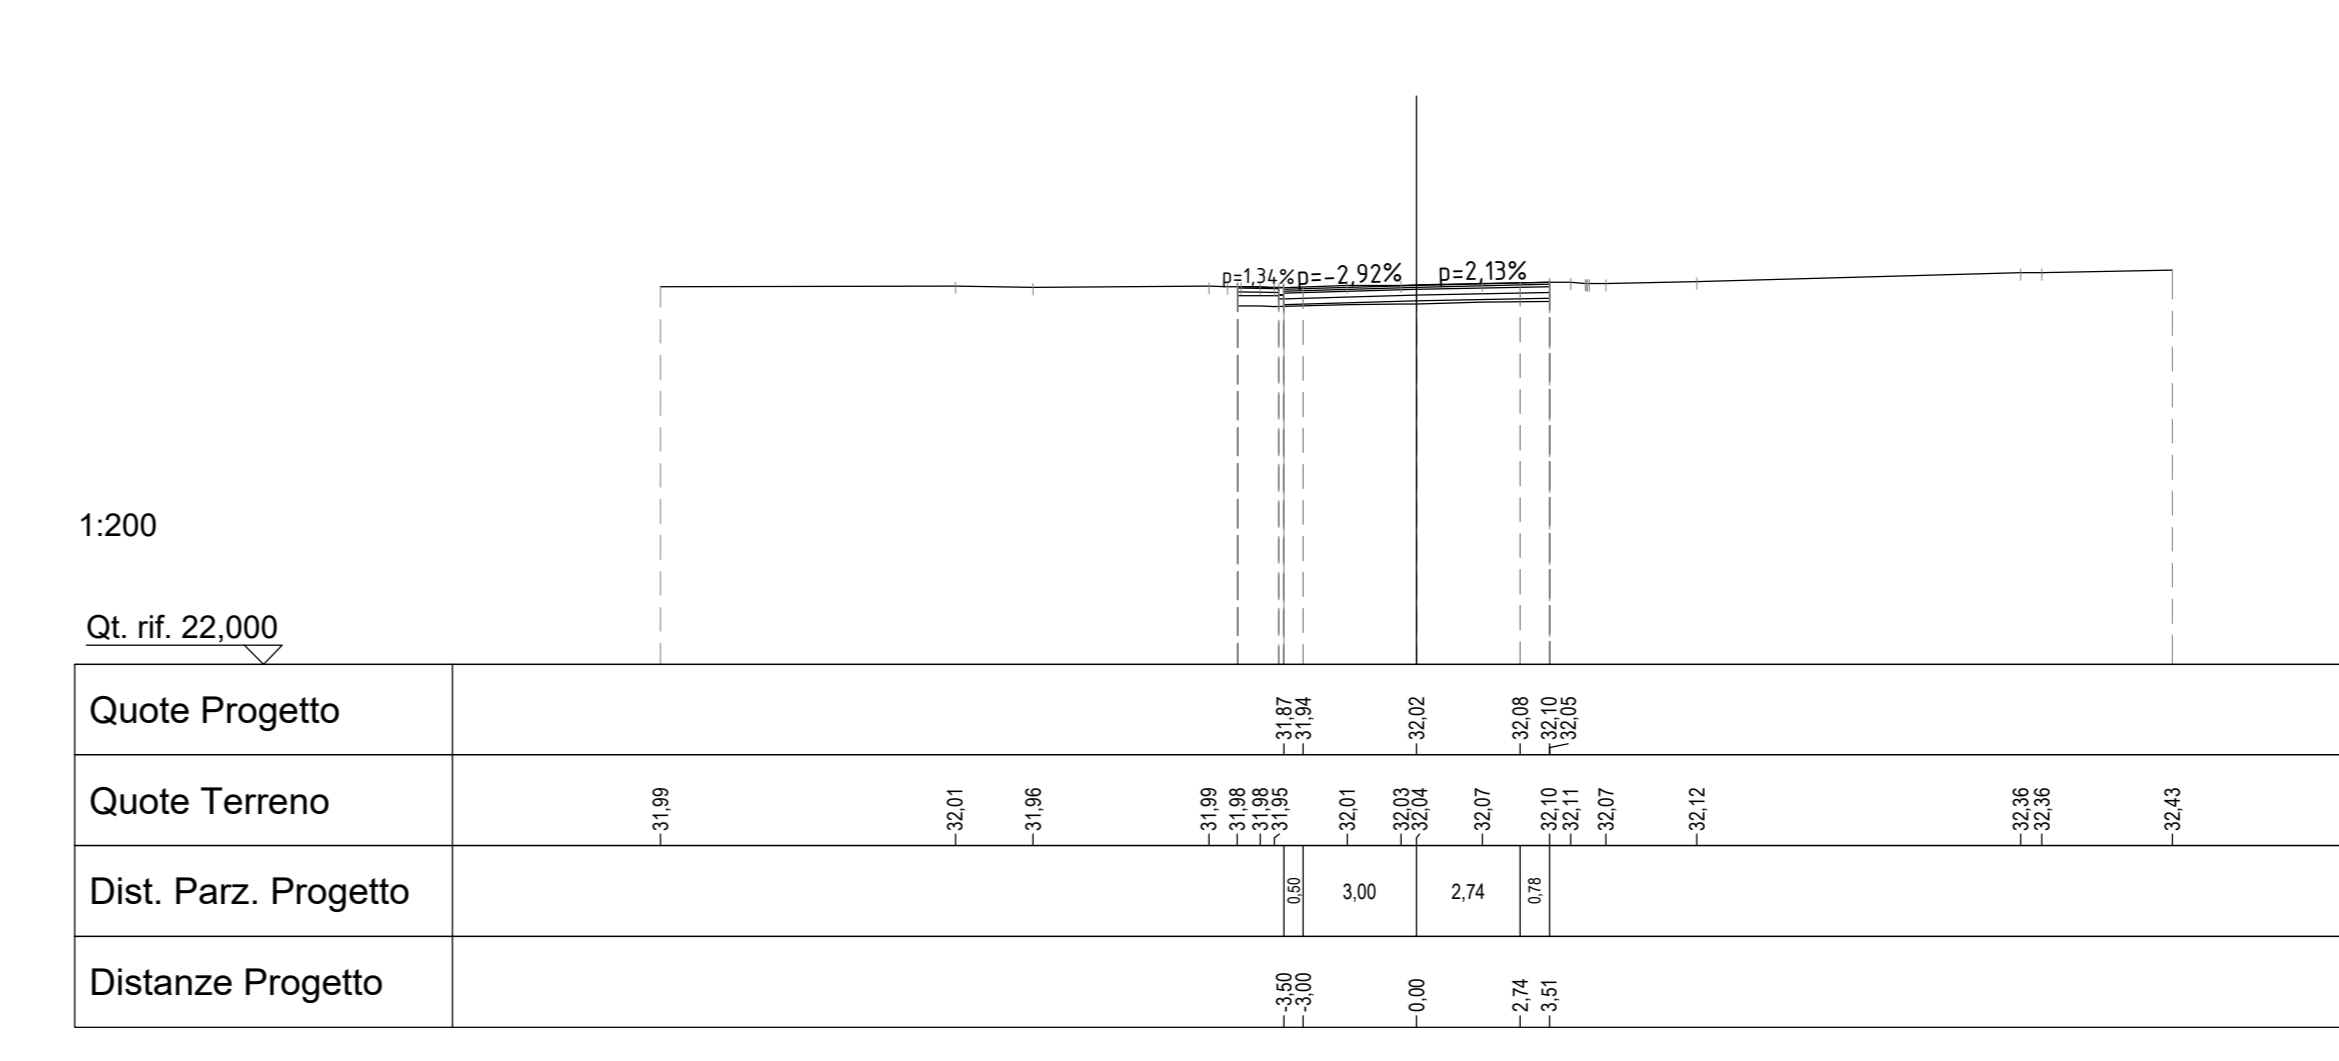 p=1,34% p=-2,92% p=2,13%
1:200
Qt. rif. 22,000
Quote Progetto 31,87 31,94 32,02 32,08 32,10 32,05
Quote Terreno 31,99 32,01 31,96 31,99 31,98 31,98 31,95 32,01 32,03 32,04 32,07 32,10 32,11 32,07 32,12 32,36 32,36 32,43
Dist. Parz. Progetto 0,50 3,00 2,74 0,78
Distanze Progetto -3,50 -3,00 0,00 2,74 3,51